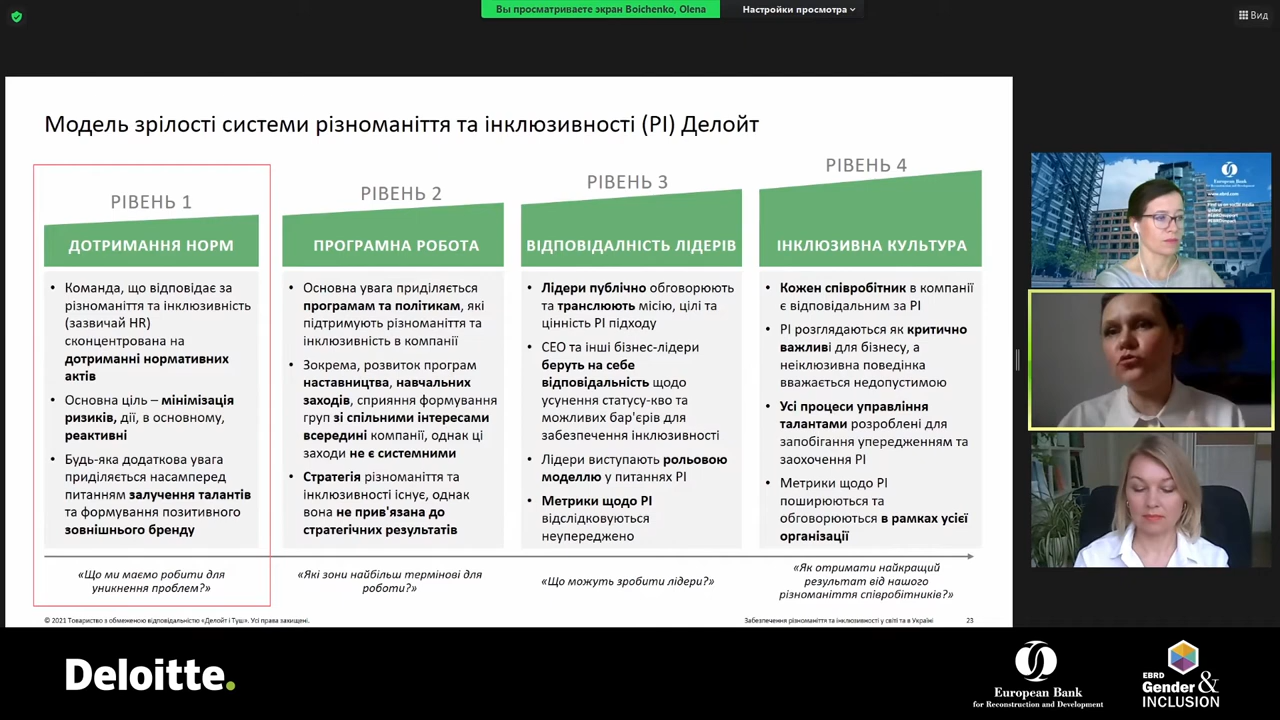 Вы просматриваете экран Boichenko, Olena
Настройки просмотра
Вид
Модель зрілості системи різноманіття та інклюзивності (РІ) Делойт
РІВЕНЬ 1
ДОТРИМАННЯ НОРМ
• Команда, що відповідає за
різноманіття та інклюзивність
(зазвичай HR)
сконцентрована на
дотриманні нормативних
актів
• Основна ціль – мінімізація
ризиків, дії, в основному,
реактивні
• Будь-яка додаткова увага
приділяється насамперед
питанням залучення талантів
та формування позитивного
зовнішнього бренду
«Що ми маємо робити для
уникнення проблем?»
РІВЕНЬ 2
ПРОГРАМНА РОБОТА
• Основна увага приділяється
програмам та політикам, які
підтримують різноманіття та
інклюзивність в компанії
• Зокрема, розвиток програм
наставництва, навчальних
заходів, сприяння формуванню
груп зі спільними інтересами
всередині компанії, однак ці
заходи не є системними
• Стратегія різноманіття та
інклюзивності існує, однак
вона не прив'язана до
стратегічних результатів
«Які зони найбільш термінові для
роботи?»
РІВЕНЬ 3
ВІДПОВІДАЛЬНІСТЬ ЛІДЕРІВ
• Лідери публічно обговорюють
та транслюють місію, цілі та
цінність РІ підходу
• СЕО та інші бізнес-лідери
беруть на себе
відповідальність щодо
усунення статусу-кво та
можливих бар'єрів для
забезпечення інклюзивності
• Лідери виступають рольовою
моделлю у питаннях РІ
• Метрики щодо РІ
відслідковуються
неупереджено
«Що можуть зробити лідери?»
РІВЕНЬ 4
ІНКЛЮЗИВНА КУЛЬТУРА
• Кожен співробітник в компанії
є відповідальним за РІ
• РІ розглядаються як критично
важливі для бізнесу, а
неіклюзивна поведінка
вважається недопустимою
• Усі процеси управління
талантами розроблені для
запобігання упередженням та
заохочення РІ
• Метрики щодо РІ
поширюються та
обговорюються в рамках усієї
організації
«Як отримати найкращий
результат від нашого
різноманіття співробітників?»
© 2021 Товариство з обмеженою відповідальністю «Делойт і Туш». Усі права захищені.
Забезпечення різноманіття та інклюзивності у світі та в Україні
23
European Bank
for Reconstruction and Development
www.ebrd.com
Deloitte.
European Bank
for Reconstruction and Development
EBRD
Gender &
INCLUSION